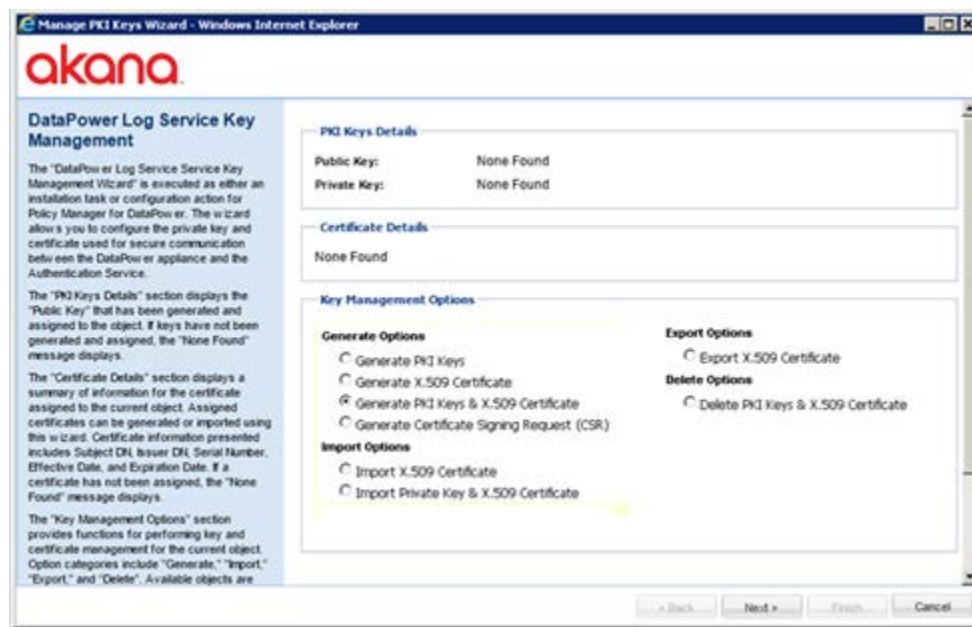 Manage PKI Keys Wizard - Windows Internet Explorer
akana
DataPower Log Service Key
Management
The "DataPower Log Service Service Key
Management Wizard" is executed as either an
installation task or configuration action for
Policy Manager for DataPower. The wizard
allows you to configure the private key and
certificate used for secure communication
between the DataPower appliance and the
Authentication Service.
The "PKI Keys Details" section displays the
"Public Key" that has been generated and
assigned to the object. If keys have not been
generated and assigned, the "None Found"
message displays.
The "Certificate Details" section displays a
summary of information for the certificate
assigned to the current object. Assigned
certificates can be generated or imported using
this wizard. Certificate information presented
includes Subject DN, Issuer DN, Serial Number,
Effective Date, and Expiration Date. If a
certificate has not been assigned, the "None
Found" message displays.
The "Key Management Options" section
provides functions for performing key and
certificate management for the current object.
Option categories include "Generate," "Import,"
"Export," and "Delete". Available objects are
PKI Keys Details
Public Key: None Found
Private Key: None Found
Certificate Details
None Found
Key Management Options
Generate Options
Generate PKI Keys
Generate X.509 Certificate
Generate PKI Keys & X.509 Certificate
Generate Certificate Signing Request (CSR)
Import Options
Import X.509 Certificate
Import Private Key & X.509 Certificate
Export Options
Export X.509 Certificate
Delete Options
Delete PKI Keys & X.509 Certificate
< Back Next > Finish Cancel